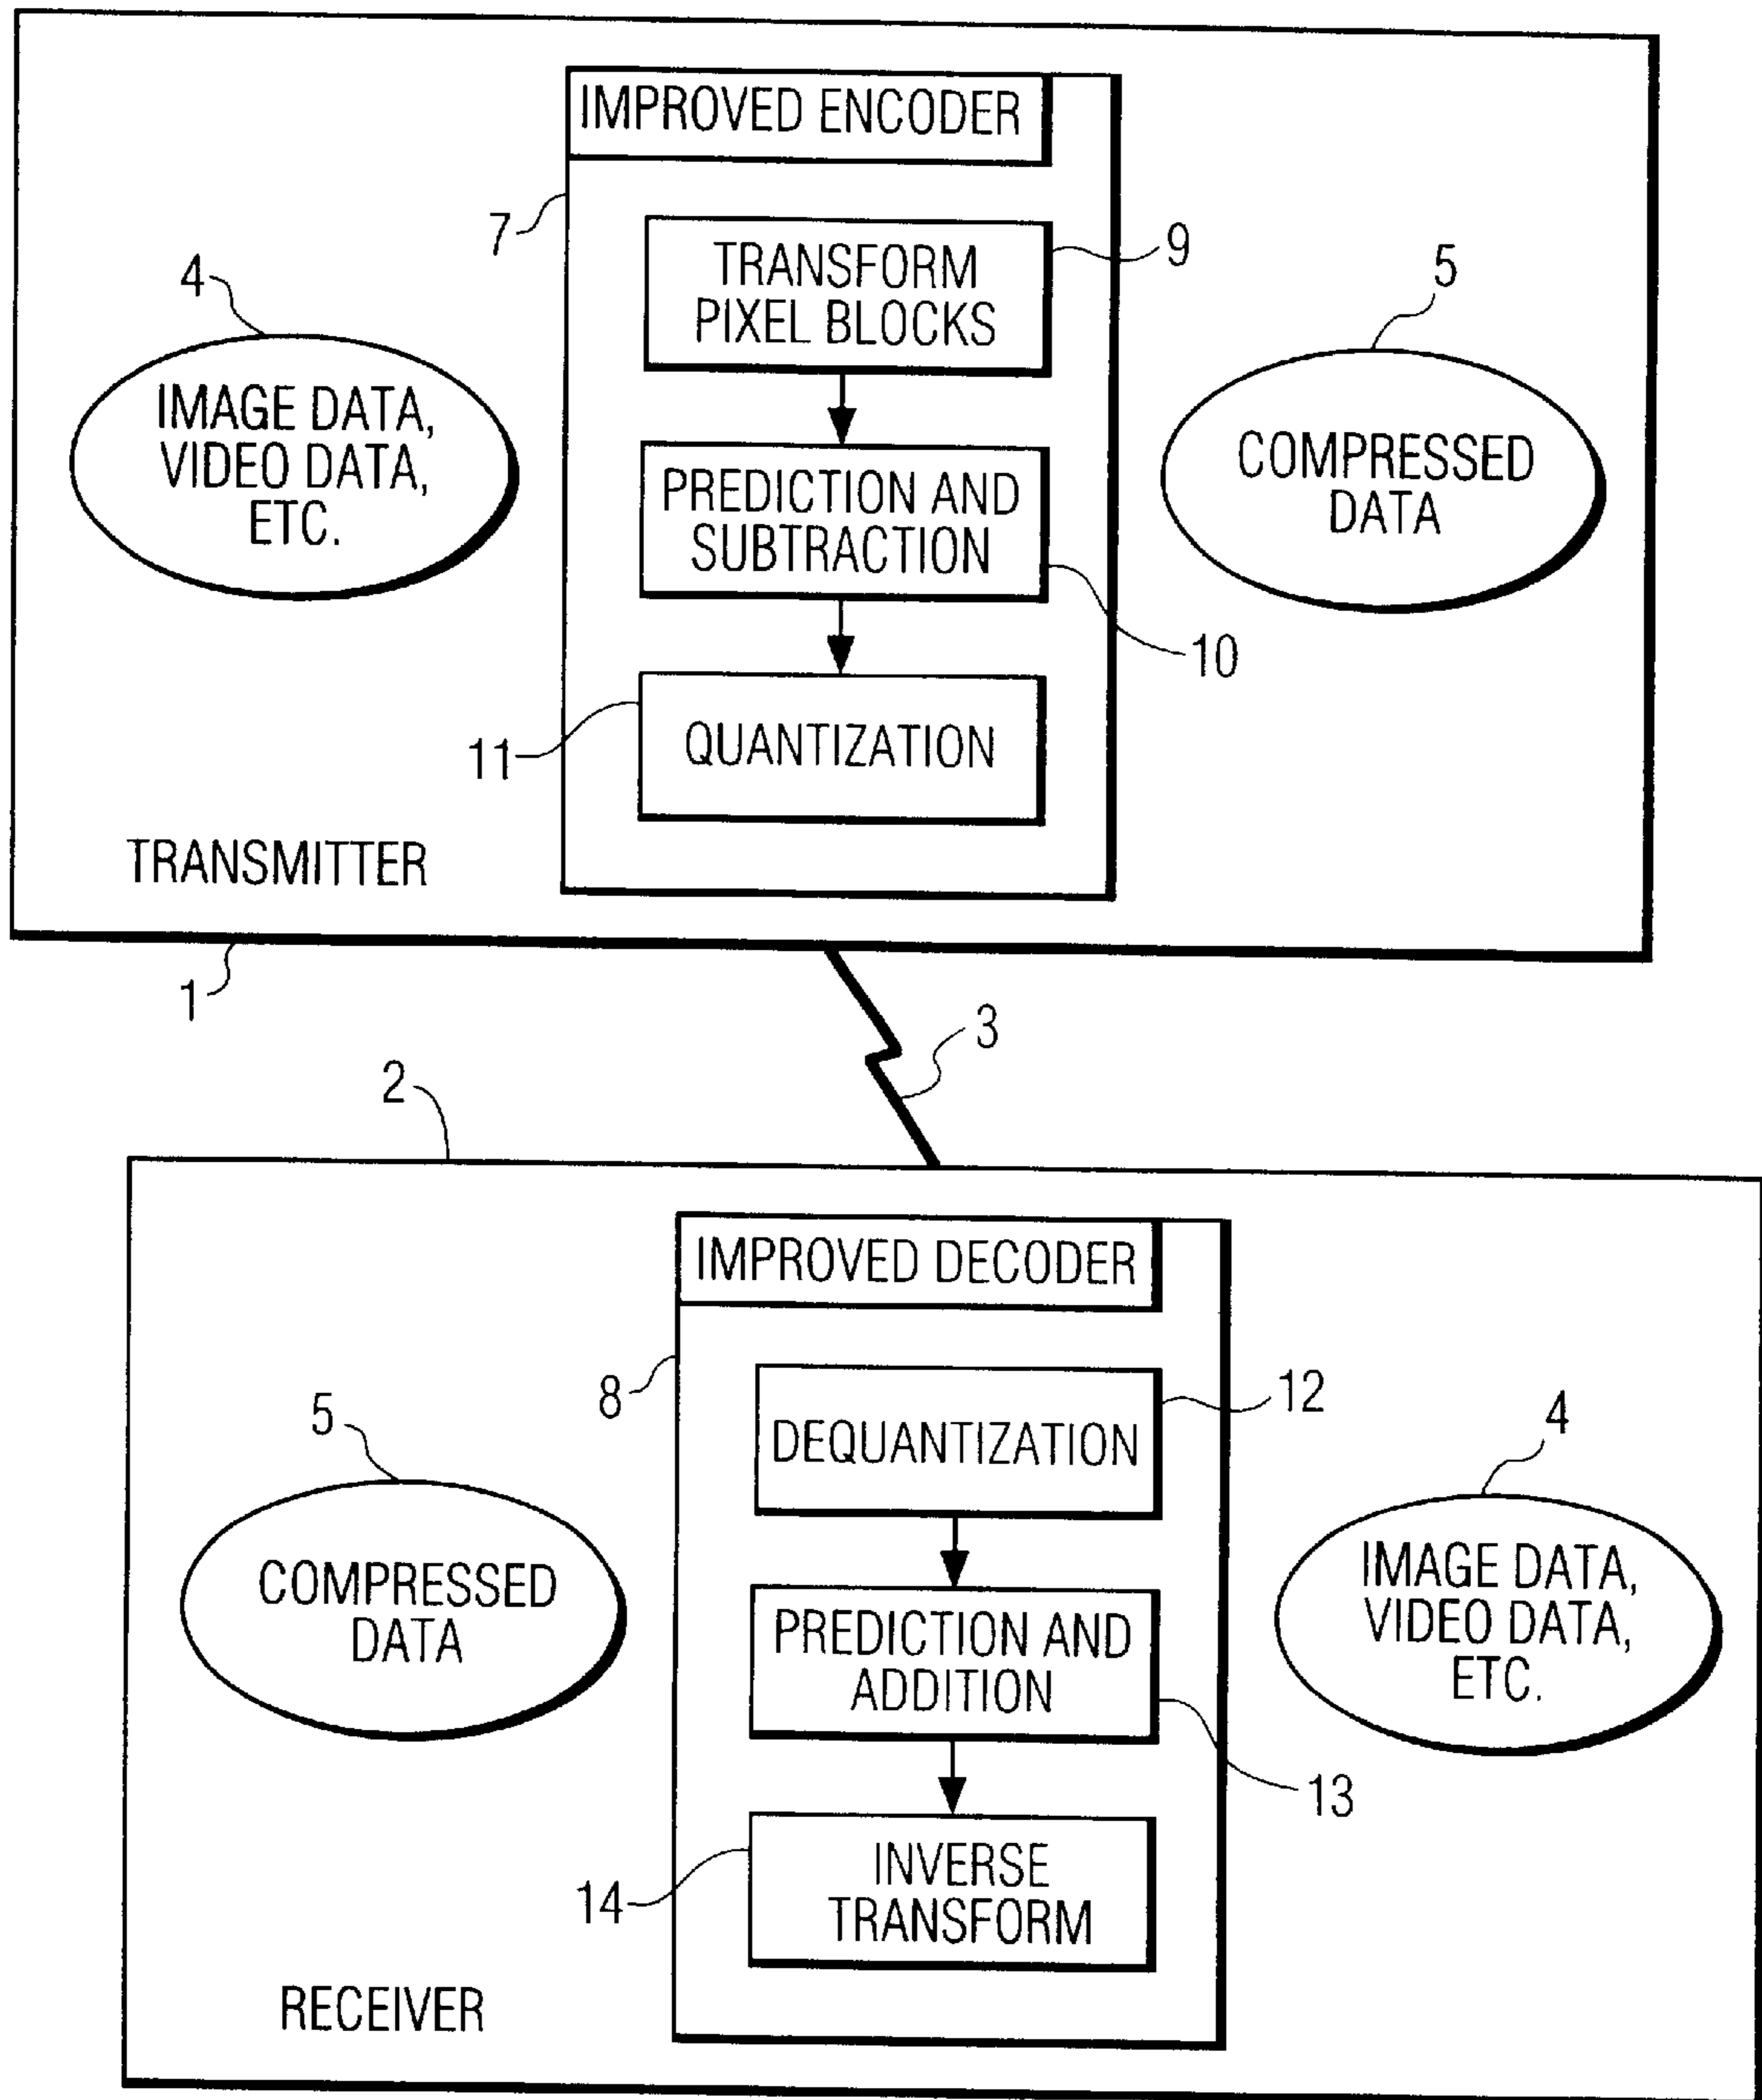 IMPROVED ENCODER
7
TRANSFORM
PIXEL BLOCKS
9
4
IMAGE DATA,
VIDEO DATA,
ETC.
5
COMPRESSED
DATA
PREDICTION AND
SUBTRACTION
10
11
QUANTIZATION
TRANSMITTER
1
3
2
IMPROVED DECODER
8
DEQUANTIZATION
12
5
COMPRESSED
DATA
4
IMAGE DATA,
VIDEO DATA,
ETC.
PREDICTION AND
ADDITION
13
14
INVERSE
TRANSFORM
RECEIVER